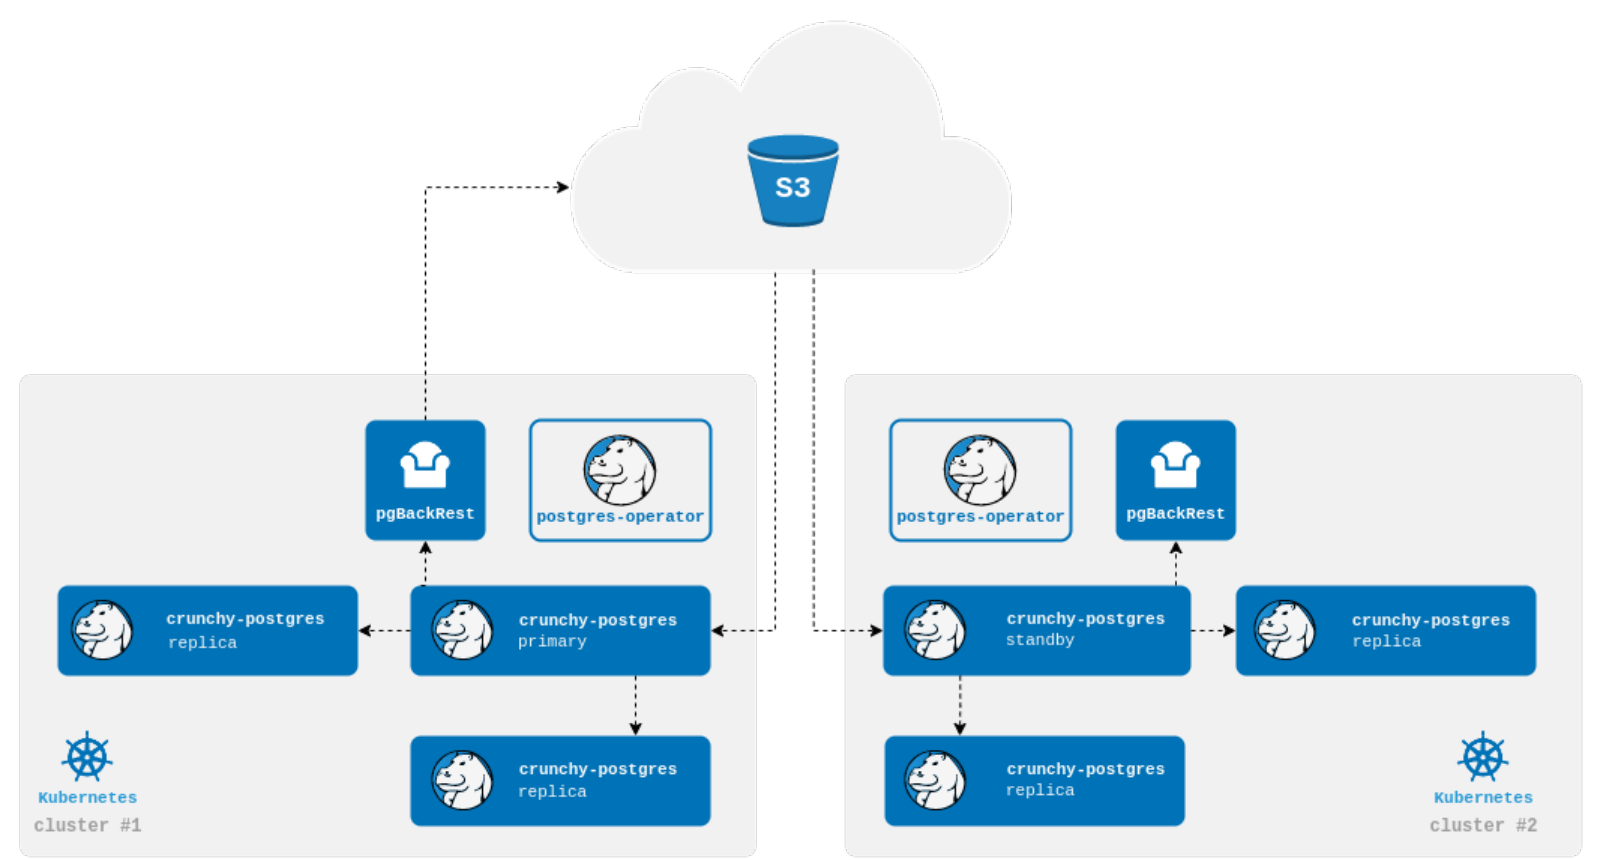 S3
pgBackRest
postgres-operator
crunchy-postgres
replica
crunchy-postgres
primary
crunchy-postgres
replica
Kubernetes
cluster #1
postgres-operator
pgBackRest
crunchy-postgres
standby
crunchy-postgres
replica
crunchy-postgres
replica
Kubernetes
cluster #2